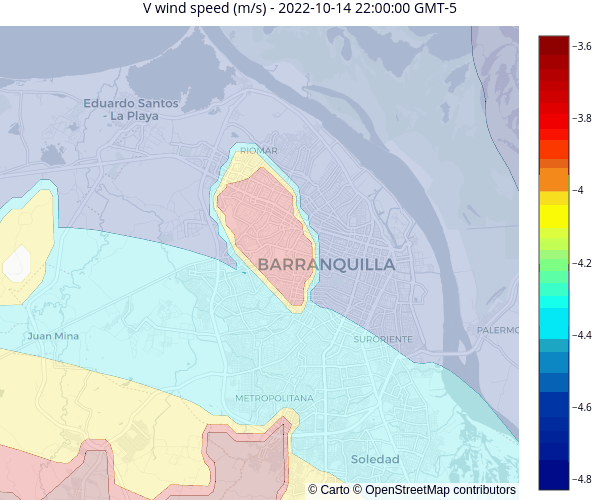 V wind speed (m/s) - 2022-10-14 22:00:00 GMT-5
−3.6
Eduardo Santos
- La Playa
−3.8
RIOMAR
−4
−4.2
BARRANQUILLA
PALERMO
Juan Mina
SURORIENTE
−4.4
METROPOLITANA
−4.6
Soledad
−4.8
© Carto © OpenStreetMap contributors